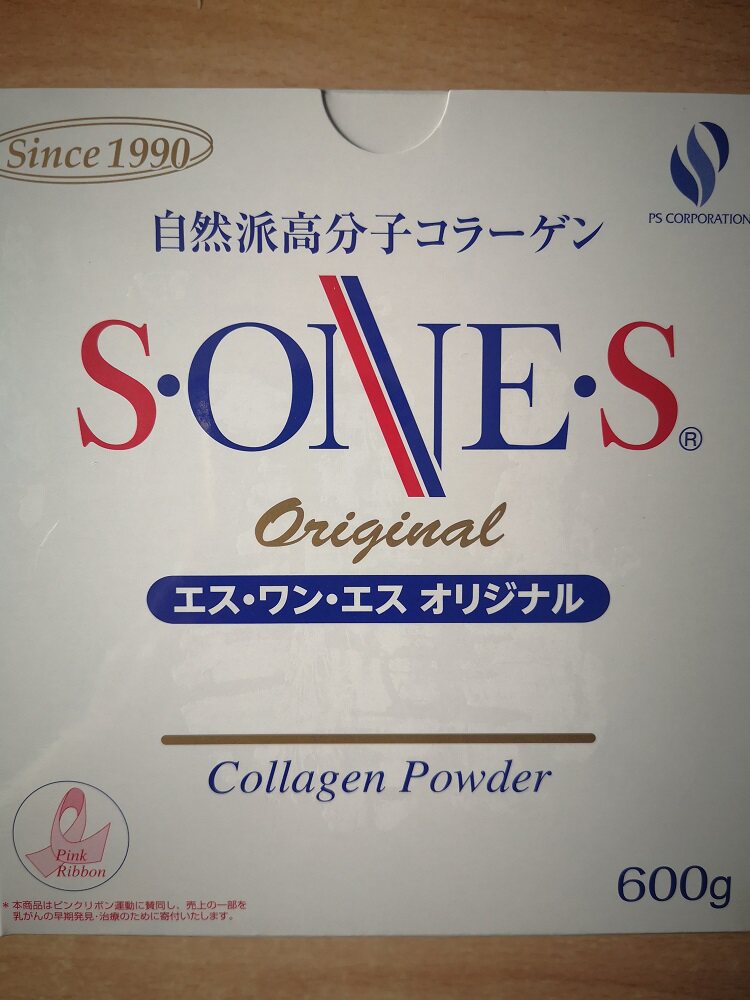 Since 1990
PS CORPORATION
自然派高分子コラーゲン
S·ONE·S®
Original
エス・ワン・エス オリジナル
Collagen Powder
Pink
Ribbon
600g
＊本商品はピンクリボン運動に賛同し、売上の一部を
乳がんの早期発見・治療のために寄付いたします。